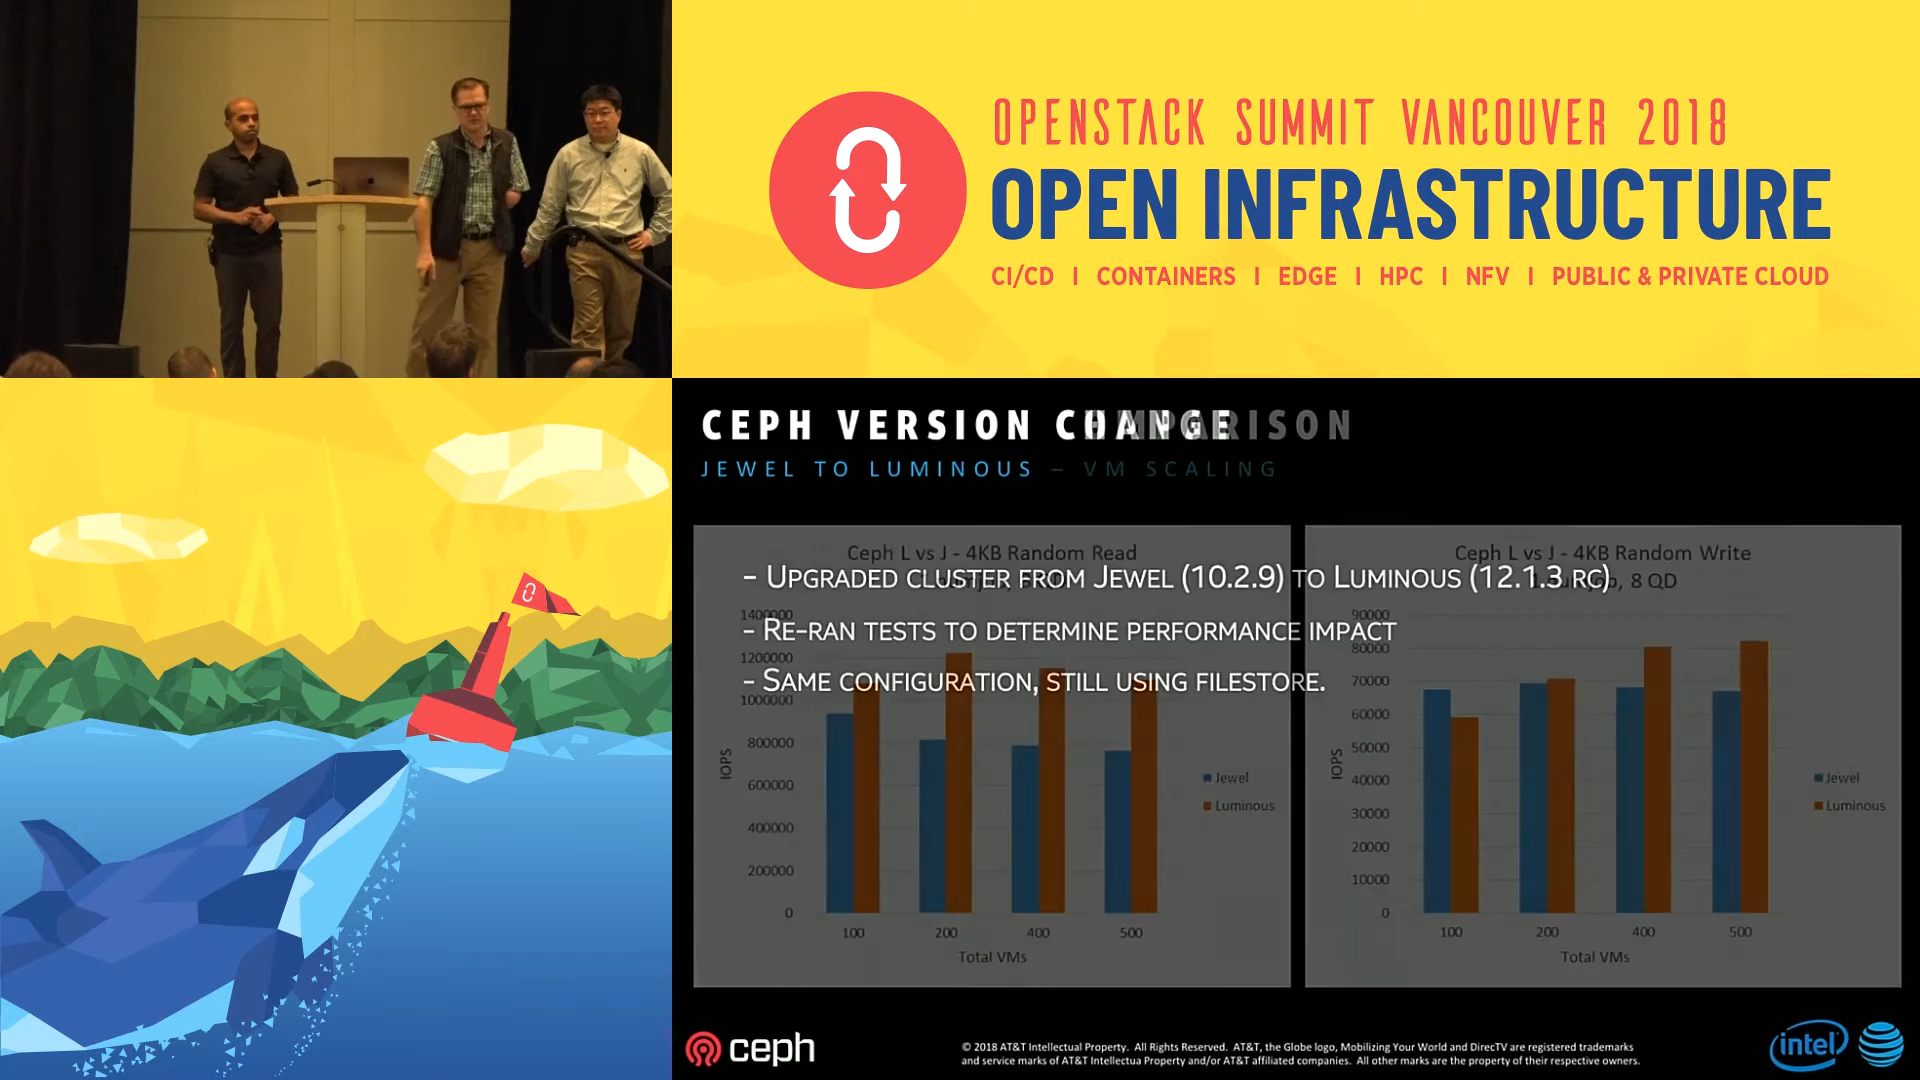 OPENSTACK SUMMIT VANCOUVER 2018
OPEN INFRASTRUCTURE
CI/CD | CONTAINERS | EDGE | HPC | NFV | PUBLIC & PRIVATE CLOUD
CEPH VERSION CHANGE
JEWEL TO LUMINOUS – VM SCALING
Ceph L vs J - 4KB Random Read
Ceph L vs J - 4KB Random Write
8 QD
- Upgraded cluster from Jewel (10.2.9) to Luminous (12.1.3 rc)
- Re-ran tests to determine performance impact
- Same configuration, still using filestore.
1400000
1200000
1000000
800000
600000
400000
200000
0
IOPS
100 200 400 500
Total VMs
Jewel
Luminous
90000
80000
70000
60000
50000
40000
30000
20000
10000
0
IOPS
100 200 400 500
Total VMs
Jewel
Luminous
ceph
© 2018 AT&T Intellectual Property. All Rights Reserved. AT&T, the Globe logo, Mobilizing Your World and DirecTV are registered trademarks
and service marks of AT&T Intellectua Property and/or AT&T affiliated companies. All other marks are the property of their respective owners.
intel
AT&T